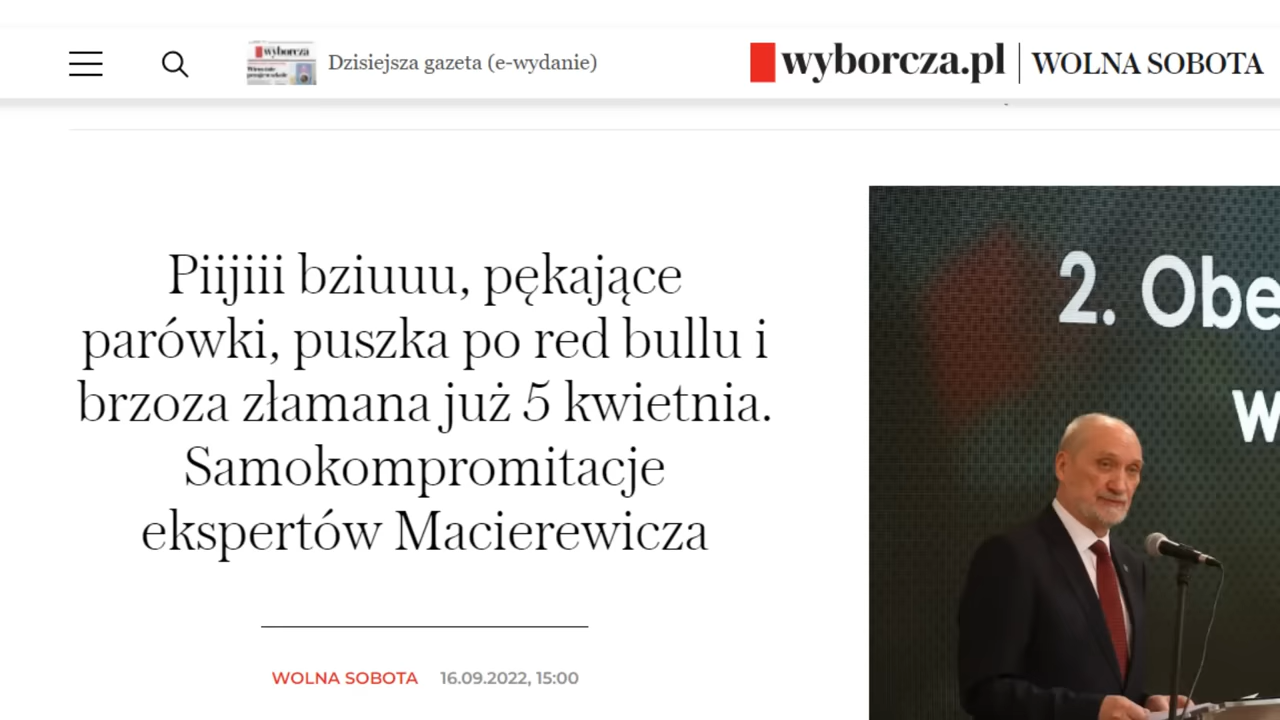 wyborcza
Dzisiejsza gazeta (e-wydanie)
wyborcza.pl WOLNA SOBOTA
Piijiii bziuuu, pękające
parówki, puszka po red bullu i
brzoza złamana już 5 kwietnia.
Samokompromitacje
ekspertów Macierewicza
WOLNA SOBOTA 16.09.2022, 15:00
2. Obe
w